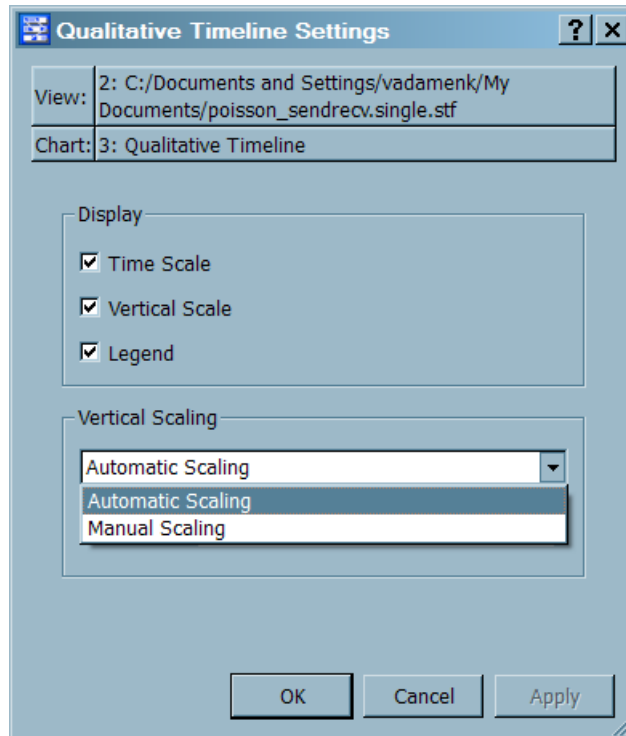 Qualitative Timeline Settings
?
View: 2: C:/Documents and Settings/vadamenk/My
Documents/poisson_sendrecv.single.stf
Chart: 3: Qualitative Timeline
Display
Time Scale
Vertical Scale
Legend
Vertical Scaling
Automatic Scaling
Automatic Scaling
Manual Scaling
OK Cancel Apply